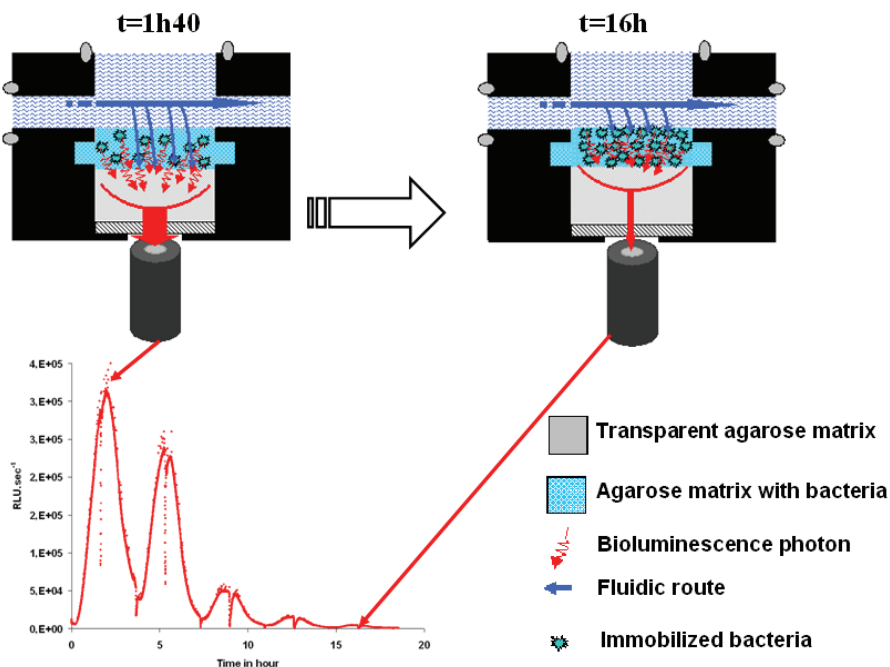 t=1h40
t=16h
4.E+05
3.E+05
3.E+05
2.E+05
2.E+05
1.E+05
5.E+04
0.E+00
RLU.sec-1
0 5 10 15 20
Time in hour
Transparent agarose matrix
Agarose matrix with bacteria
Bioluminescence photon
Fluidic route
Immobilized bacteria